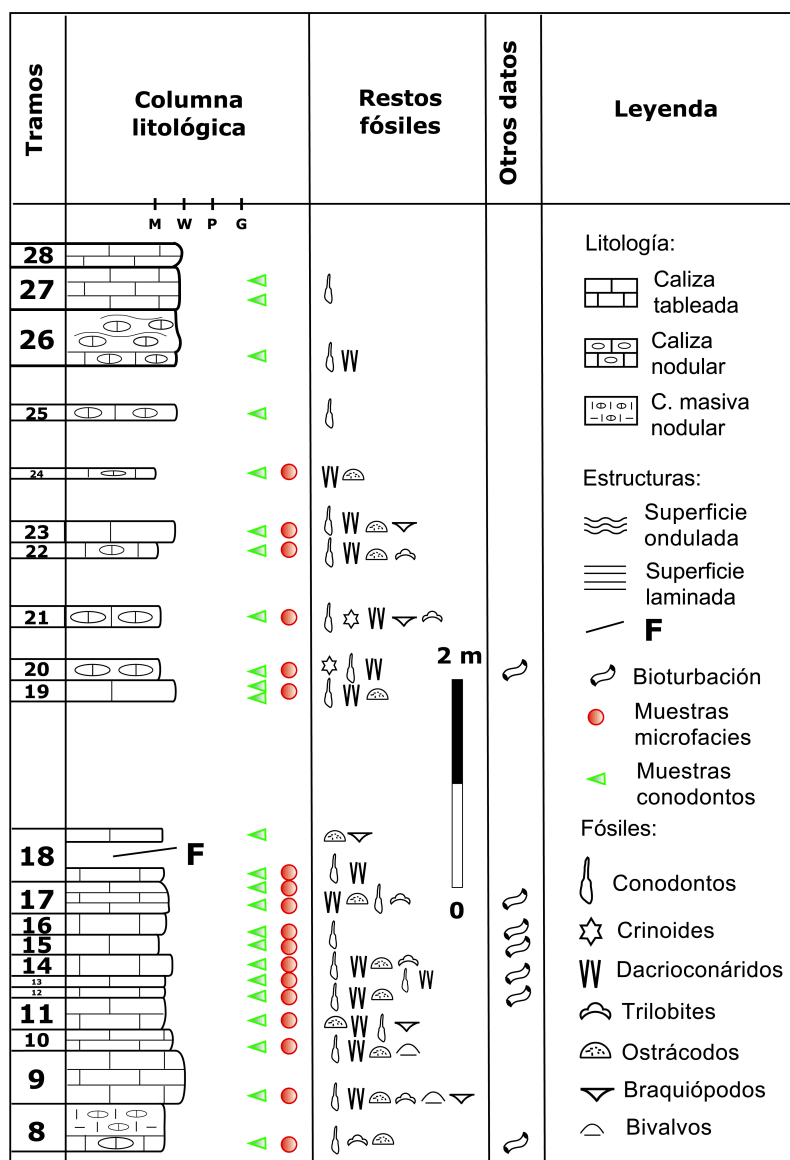 Tramos
Columna
litológica
Restos
fósiles
Otros datos
Leyenda
M W P G
28
27
26
25
24
23
22
21
20
19
18
F
17
16
15
14
13
12
11
10
9
8
2 m
0
Litología:
Caliza
tableada
Caliza
nodular
C. masiva
nodular
Estructuras:
Superficie
ondulada
Superficie
laminada
F
Bioturbación
Muestras
microfacies
Muestras
conodontos
Fósiles:
Conodontos
Crinoides
Dacrioconáridos
Trilobites
Ostrácodos
Braquiópodos
Bivalvos